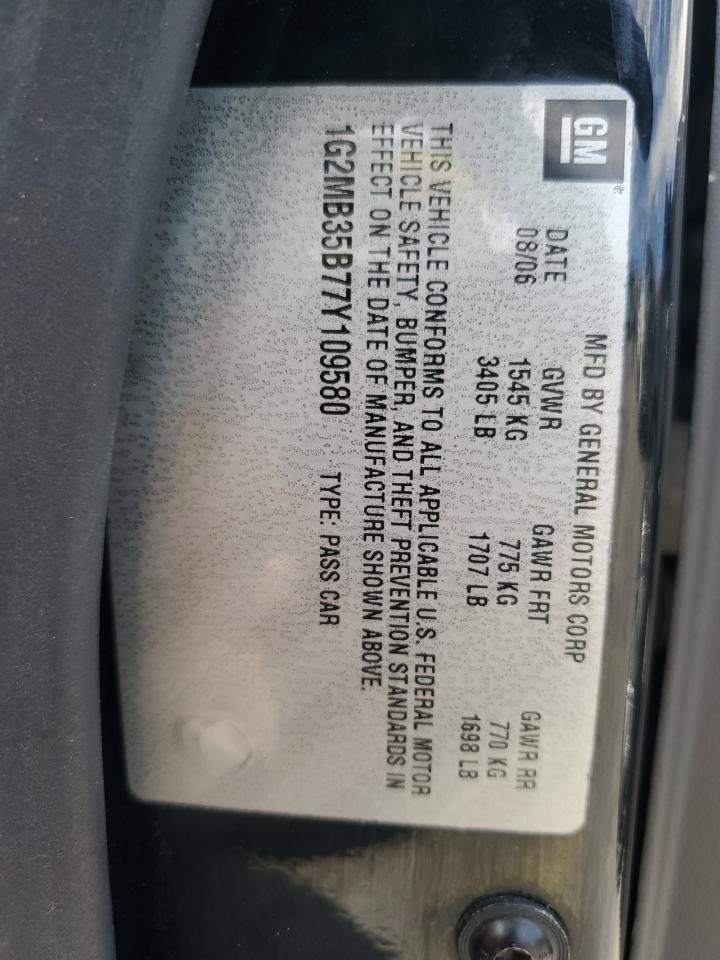 GM®
MFD BY GENERAL MOTORS CORP
DATE GVWR GAWR FRT GAWR RR
08/06 1545 KG 775 KG 770 KG
3405 LB 1707 LB 1698 LB
THIS VEHICLE CONFORMS TO ALL APPLICABLE U.S. FEDERAL MOTOR
VEHICLE SAFETY, BUMPER, AND THEFT PREVENTION STANDARDS IN
EFFECT ON THE DATE OF MANUFACTURE SHOWN ABOVE.
1G2MB35B77Y109580 TYPE: PASS CAR